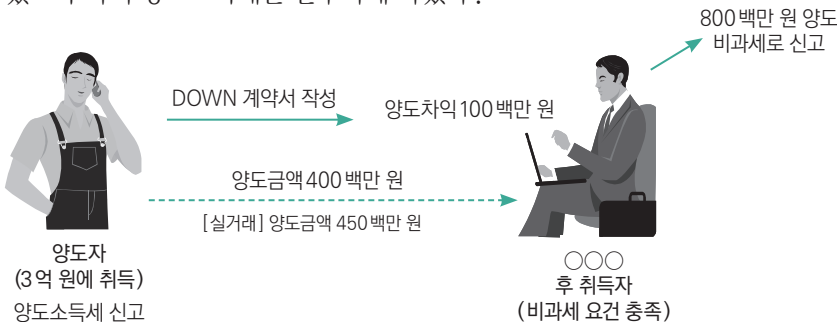 800백만 원 양도
비과세로 신고
DOWN 계약서 작성
양도차익 100백만 원
양도금액 400백만 원
[실거래] 양도금액 450백만 원
양도자
(3억 원에 취득)
양도소득세 신고
○○○
후 취득자
(비과세 요건 충족)